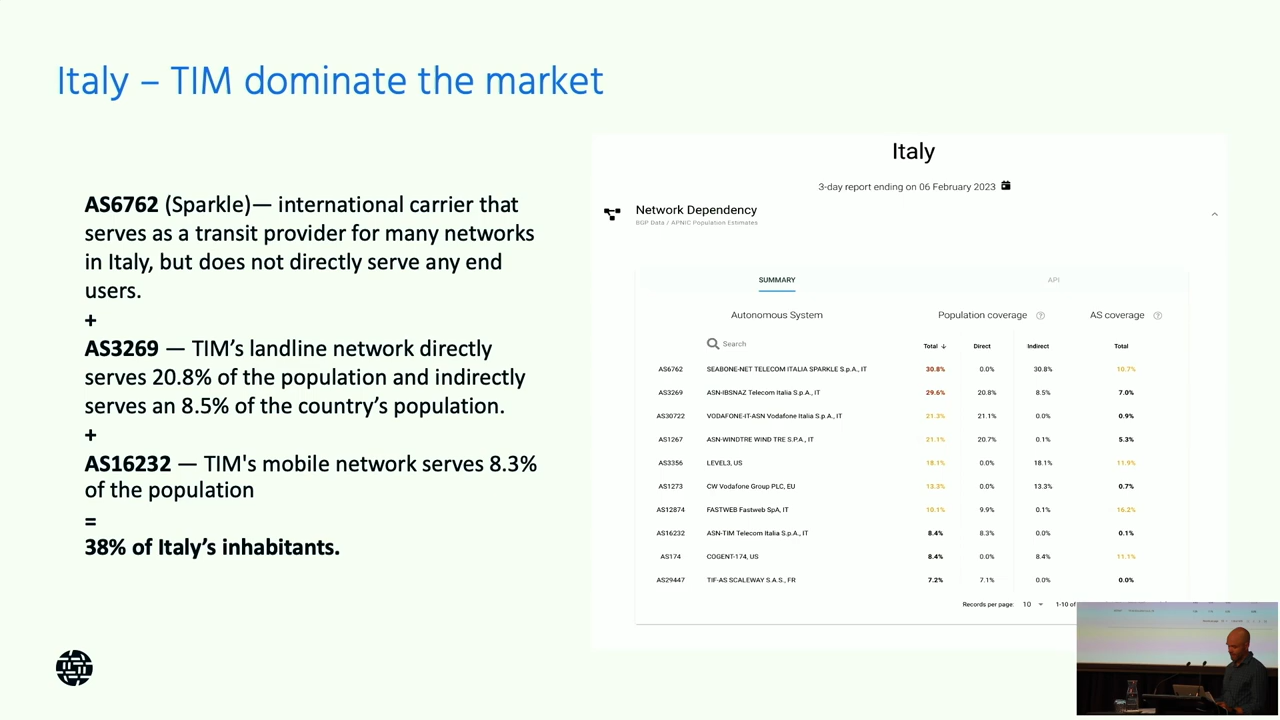 Italy – TIM dominate the market
AS6762 (Sparkle)— international carrier that
serves as a transit provider for many networks
in Italy, but does not directly serve any end
users.
+
AS3269 — TIM’s landline network directly
serves 20.8% of the population and indirectly
serves an 8.5% of the country’s population.
+
AS16232 — TIM's mobile network serves 8.3%
of the population
=
38% of Italy’s inhabitants.
Italy
3-day report ending on 06 February 2023
Network Dependency
BGP Data / APNIC Population Estimates
SUMMARY API
Autonomous System Population coverage AS coverage
Search Total Direct Indirect Total
AS6762 SEABONE-NET TELECOM ITALIA SPARKLE S.p.A., IT 30.8% 0.0% 30.8% 10.7%
AS3269 ASN-IBSNAZ Telecom Italia S.p.A., IT 29.6% 20.8% 8.5% 7.0%
AS30722 VODAFONE-IT-ASN Vodafone Italia S.p.A., IT 21.3% 21.1% 0.0% 0.9%
AS1267 ASN-WINDTRE WIND TRE S.P.A., IT 21.1% 20.7% 0.1% 5.3%
AS3356 LEVEL3, US 18.1% 0.0% 18.1% 11.9%
AS1273 CW Vodafone Group PLC, EU 13.3% 0.0% 13.3% 0.7%
AS12874 FASTWEB Fastweb SpA, IT 10.1% 9.9% 0.1% 16.2%
AS16232 ASN-TIM Telecom Italia S.p.A., IT 8.4% 8.3% 0.0% 0.1%
AS174 COGENT-174, US 8.4% 0.0% 8.4% 11.1%
AS29447 TIF-AS SCALEWAY S.A.S., FR 7.2% 7.1% 0.0% 0.0%
Records per page: 10 1-10 of